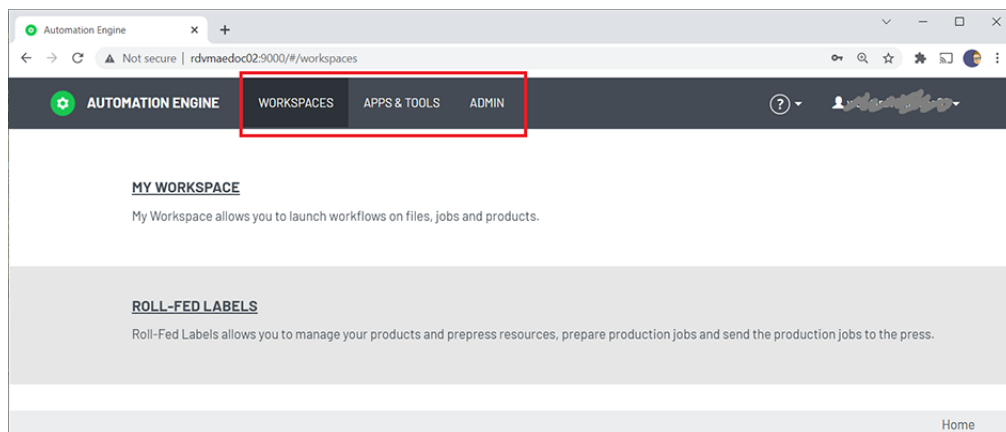 Automation Engine
Not secure | rdvmaedoc02:9000/#/workspaces
AUTOMATION ENGINE WORKSPACES APPS & TOOLS ADMIN ?
MY WORKSPACE
My Workspace allows you to launch workflows on files, jobs and products.
ROLL-FED LABELS
Roll-Fed Labels allows you to manage your products and prepress resources, prepare production jobs and send the production jobs to the press.
Home